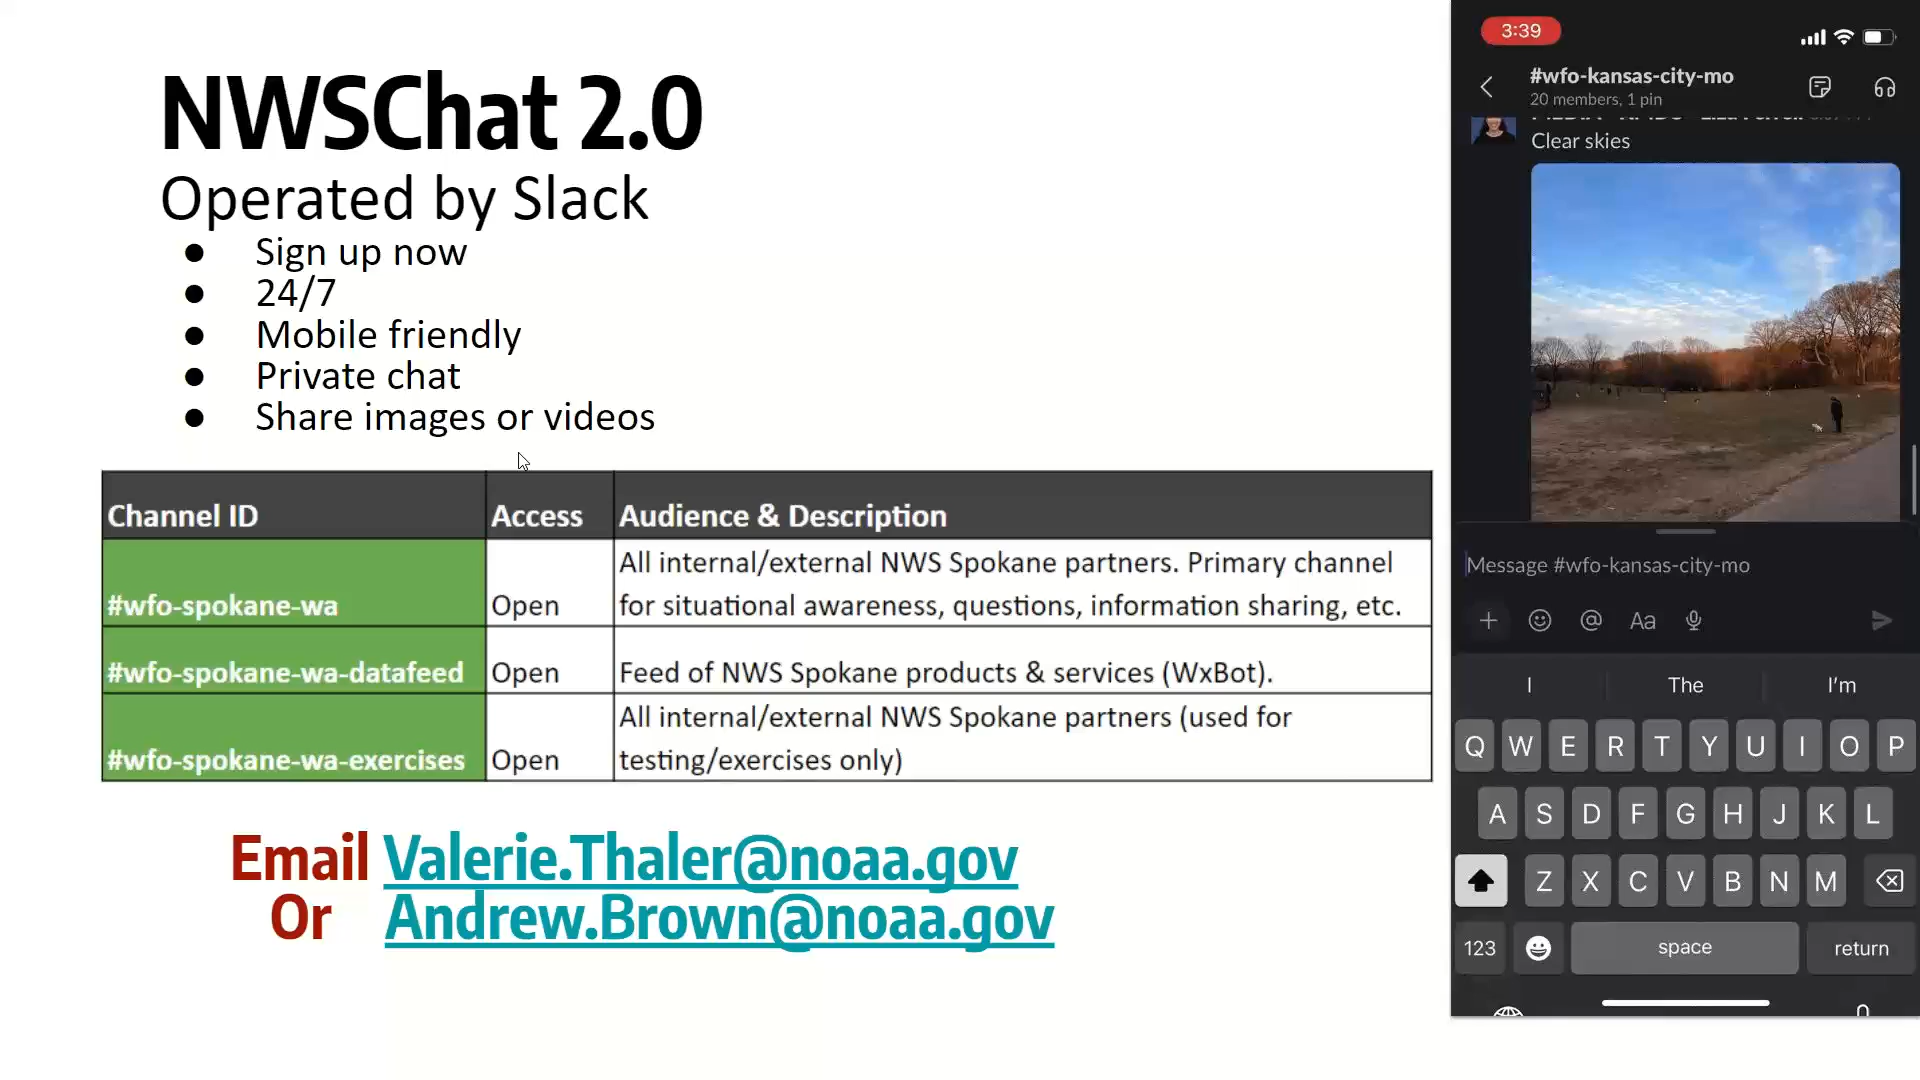 NWSChat 2.0
Operated by Slack
● Sign up now
● 24/7
● Mobile friendly
● Private chat
● Share images or videos
Channel ID Access Audience & Description
#wfo-spokane-wa Open All internal/external NWS Spokane partners. Primary channel
for situational awareness, questions, information sharing, etc.
#wfo-spokane-wa-datafeed Open Feed of NWS Spokane products & services (WxBot).
#wfo-spokane-wa-exercises Open All internal/external NWS Spokane partners (used for
testing/exercises only)
Email Valerie.Thaler@noaa.gov
Or Andrew.Brown@noaa.gov
3:39
#wfo-kansas-city-mo
20 members, 1 pin
Clear skies
Message #wfo-kansas-city-mo
Aa
I The I'm
Q W E R T Y U I O P
A S D F G H J K L
Z X C V B N M
123 space return